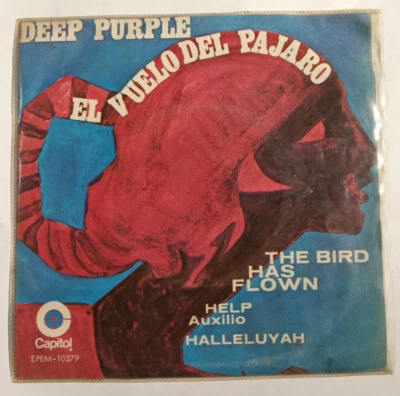 DEEP PURPLE
EL VUELO DEL PAJARO
THE BIRD
HAS
FLOWN
HELP
Auxilio
HALLELUYAH
Capitol
EPEM-10379